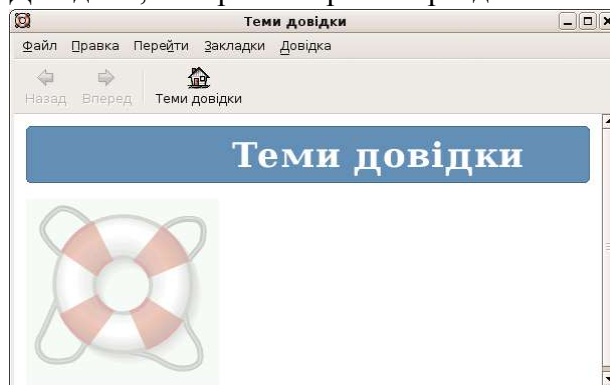 Теми довідки
Файл Правка Перейти Закладки Довідка
Назад Вперед Теми довідки
Теми довідки